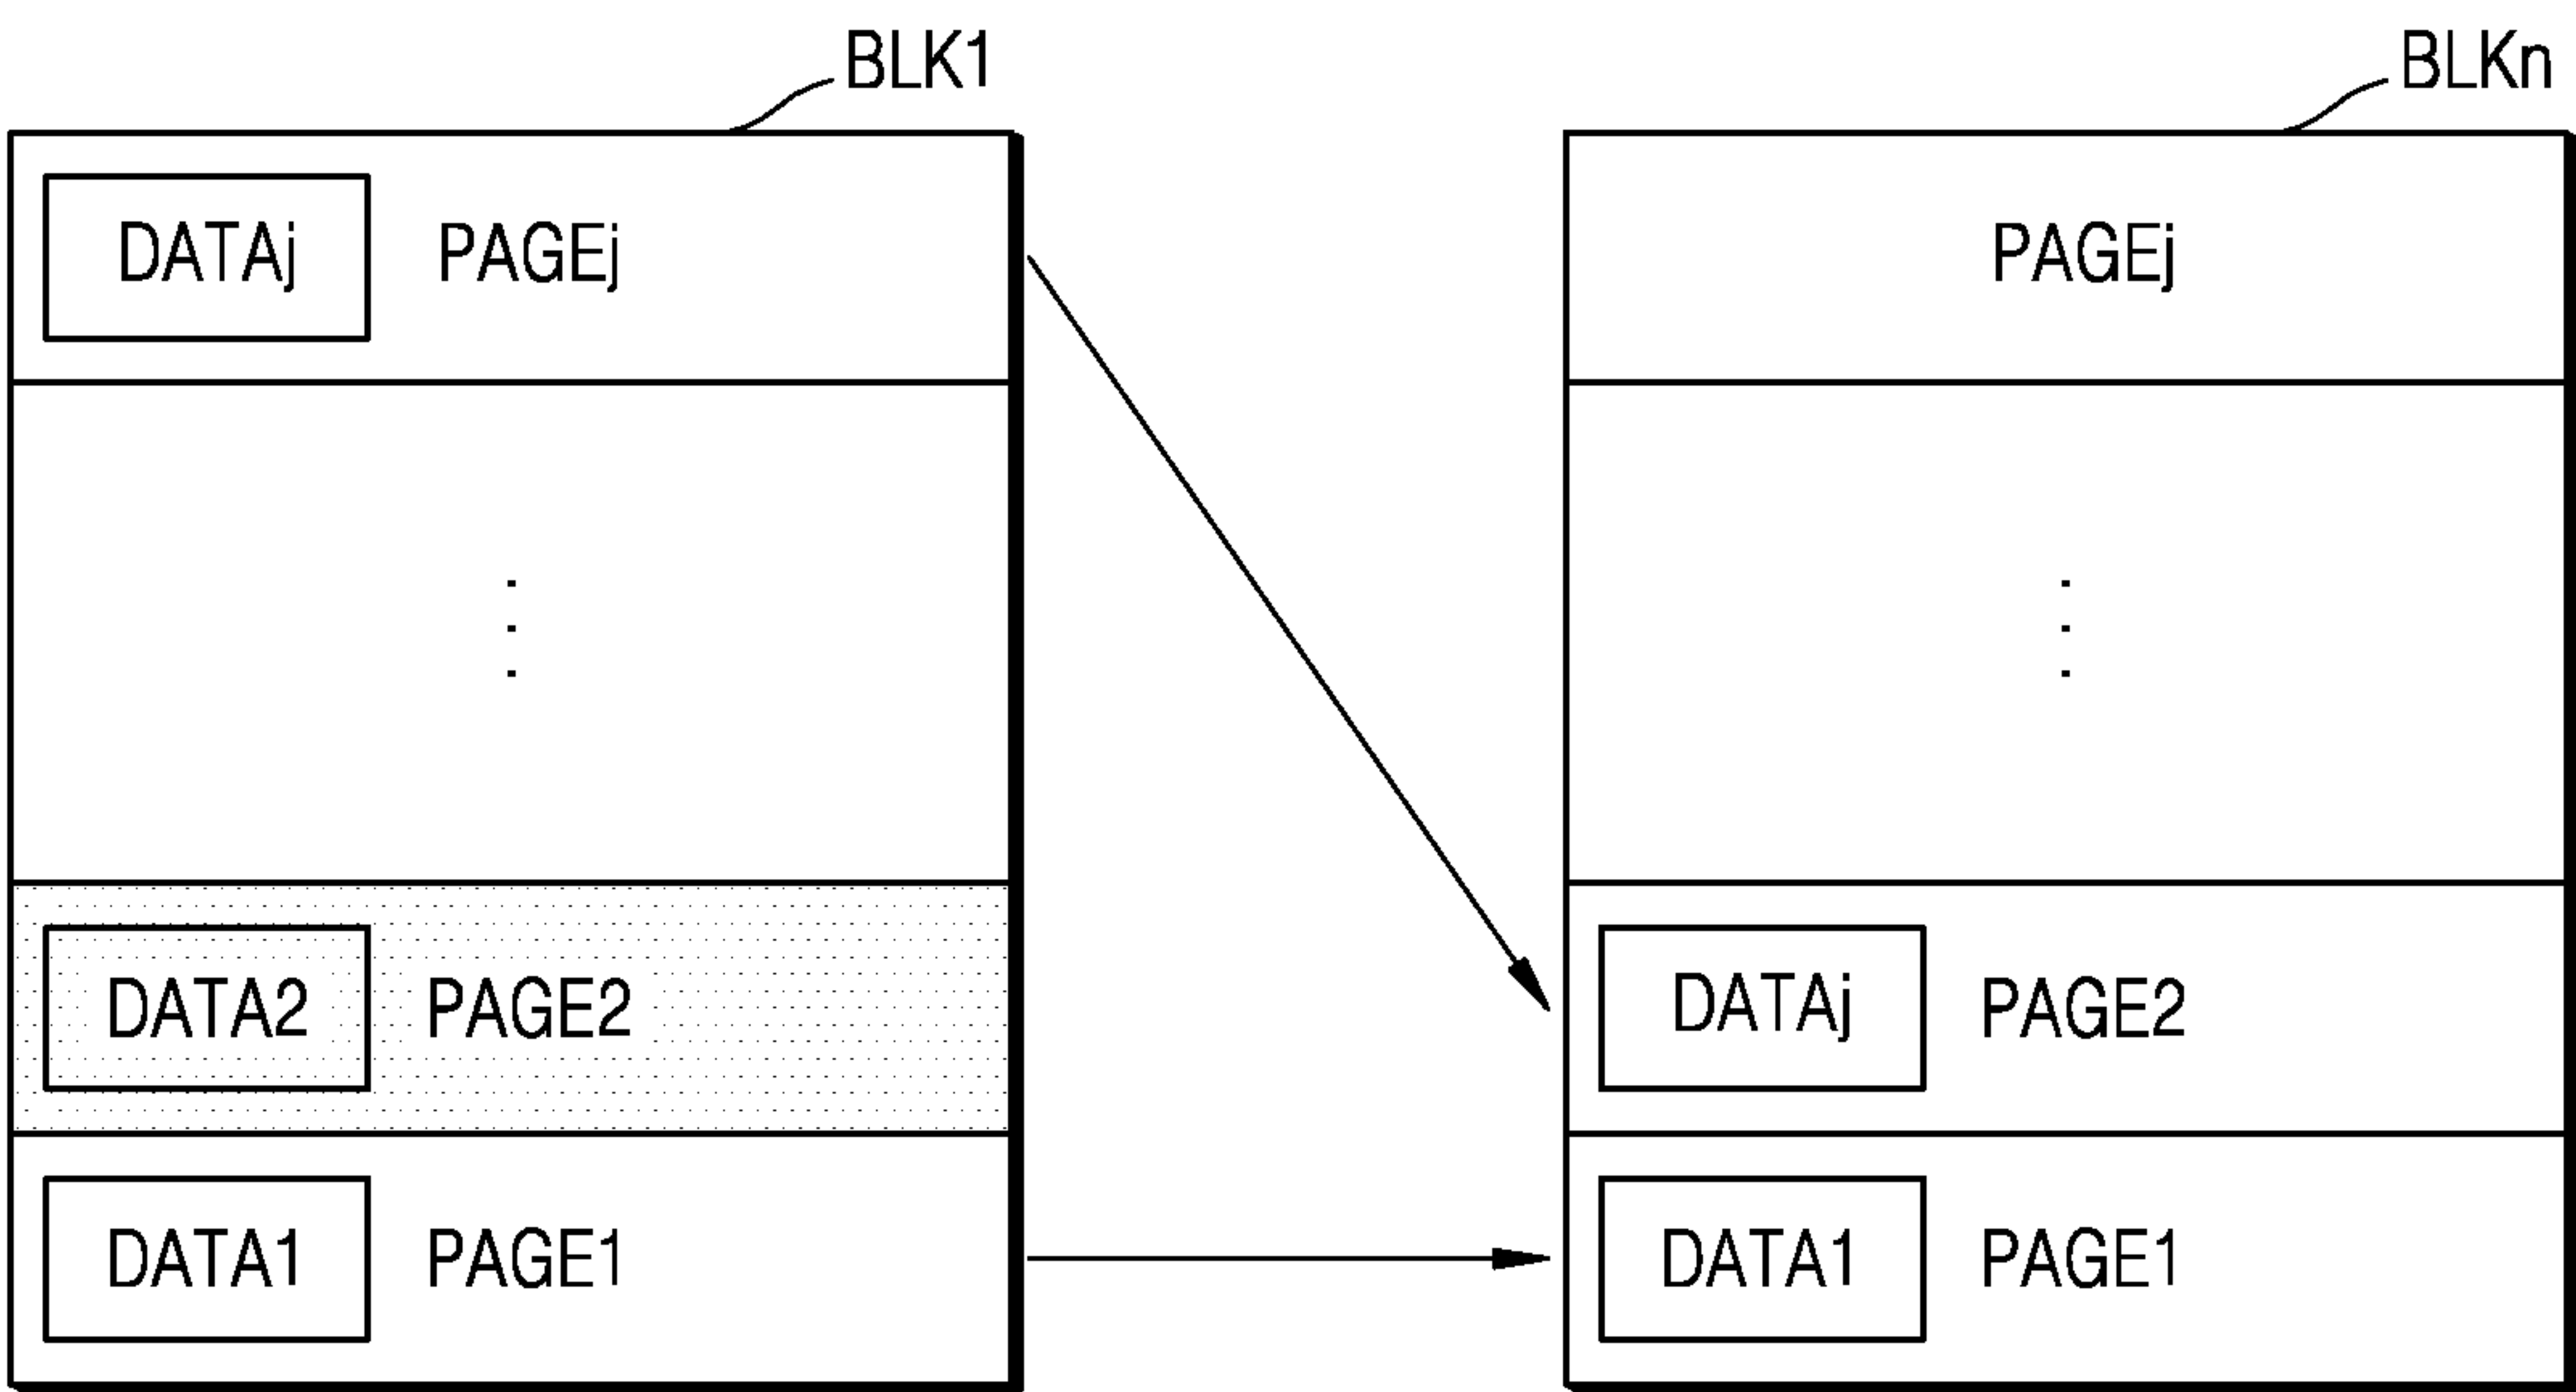 BLK1
DATAj PAGEj
DATA2 PAGE2
DATA1 PAGE1
BLKn
PAGEj
DATAj PAGE2
DATA1 PAGE1